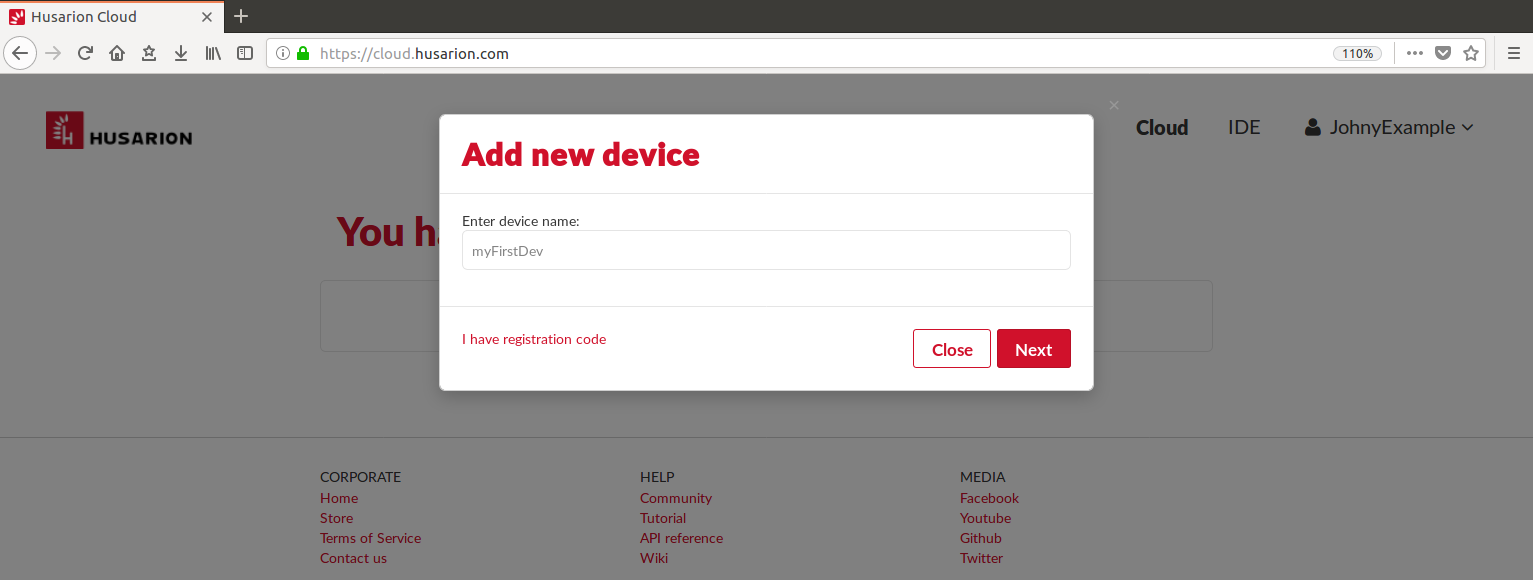 Husarion Cloud
https://cloud.husarion.com
110%
HUSARION
Cloud
IDE
JohnyExample
Add new device
You
Enter device name:
myFirstDev
I have registration code
Close
Next
CORPORATE
Home
Store
Terms of Service
Contact us
HELP
Community
Tutorial
API reference
Wiki
MEDIA
Facebook
Youtube
Github
Twitter